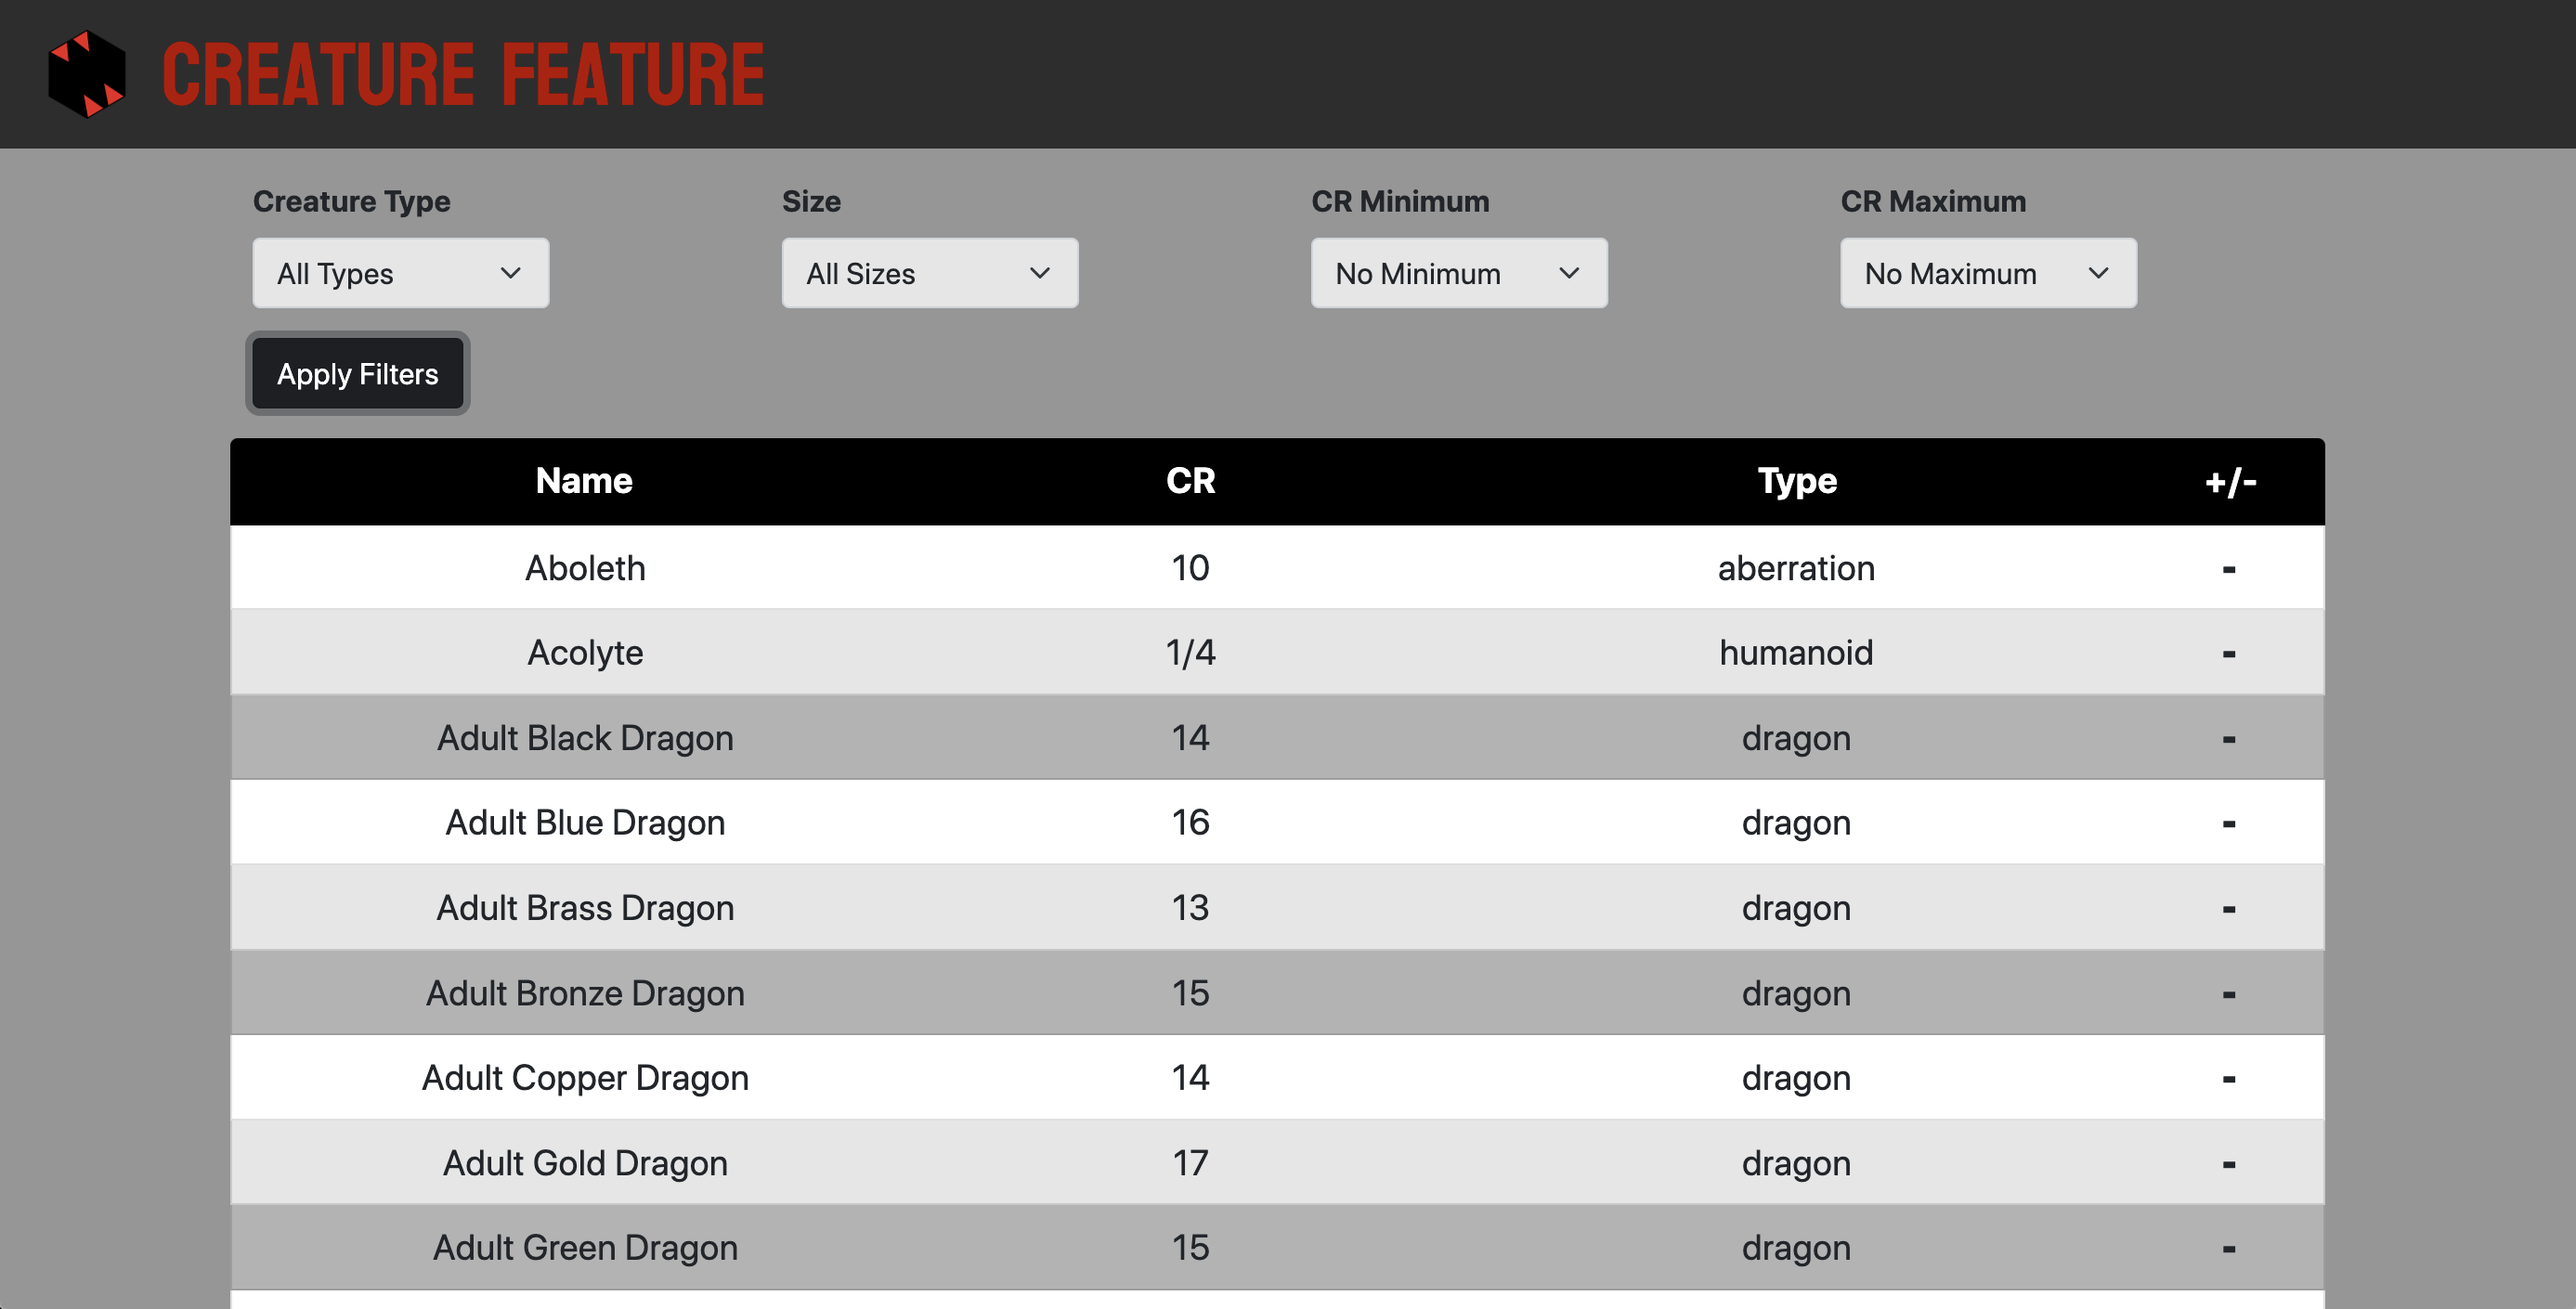 CREATURE FEATURE
Creature Type Size CR Minimum CR Maximum
All Types All Sizes No Minimum No Maximum
Apply Filters
Name CR Type +/-
Aboleth 10 aberration -
Acolyte 1/4 humanoid -
Adult Black Dragon 14 dragon -
Adult Blue Dragon 16 dragon -
Adult Brass Dragon 13 dragon -
Adult Bronze Dragon 15 dragon -
Adult Copper Dragon 14 dragon -
Adult Gold Dragon 17 dragon -
Adult Green Dragon 15 dragon -